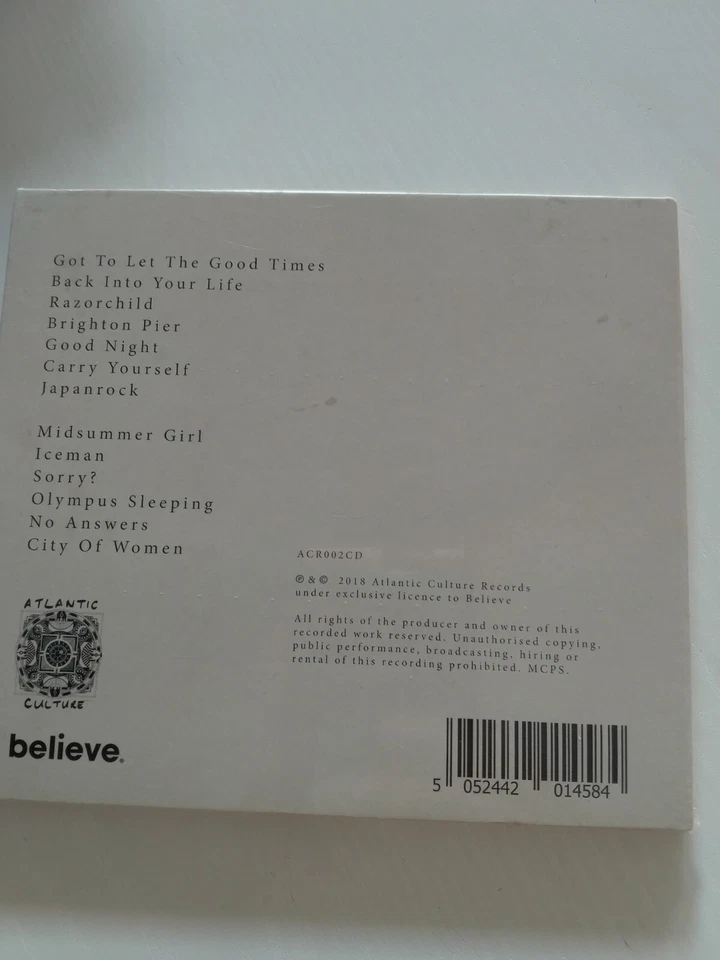 Got To Let The Good Times
Back Into Your Life
Razorchild
Brighton Pier
Good Night
Carry Yourself
Japanrock
Midsummer Girl
Iceman
Sorry?
Olympus Sleeping
No Answers
City Of Women
ACR002CD
℗ & © 2018 Atlantic Culture Records
under exclusive licence to Believe
All rights of the producer and owner of this
recorded work reserved. Unauthorised copying,
public performance, broadcasting, hiring or
rental of this recording prohibited. MCPS.
ATLANTIC
CULTURE
believe.
5 052442 014584